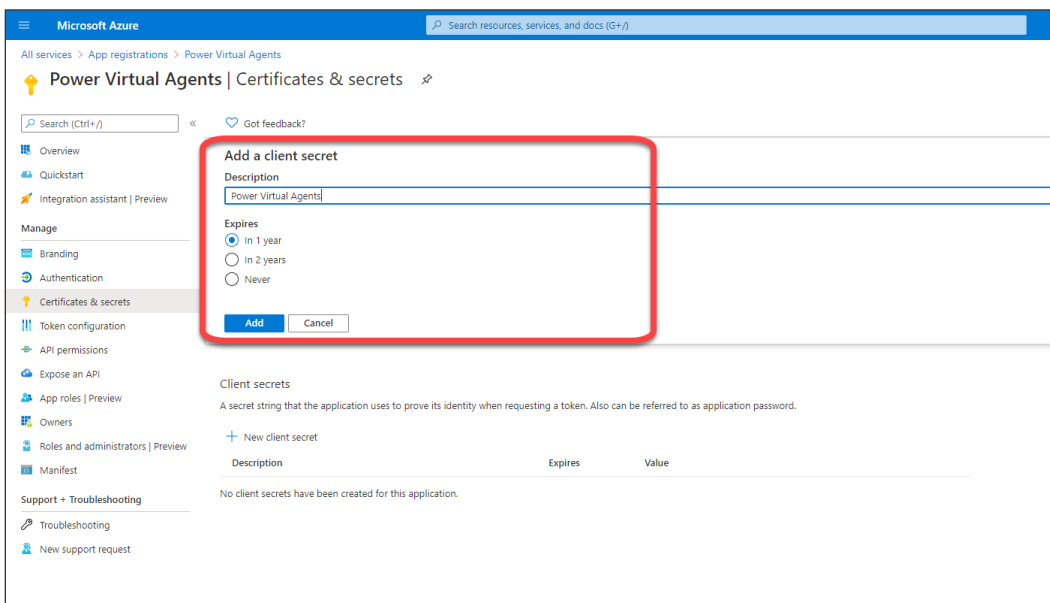 Microsoft Azure
Search resources, services, and docs (G+/)
All services > App registrations > Power Virtual Agents
Power Virtual Agents | Certificates & secrets
Search (Ctrl+/)
«
Got feedback?
Overview
Quickstart
Integration assistant | Preview
Manage
Branding
Authentication
Certificates & secrets
Token configuration
API permissions
Expose an API
App roles | Preview
Owners
Roles and administrators | Preview
Manifest
Support + Troubleshooting
Troubleshooting
New support request
Add a client secret
Description
Power Virtual Agents
Expires
In 1 year
In 2 years
Never
Add Cancel
Client secrets
A secret string that the application uses to prove its identity when requesting a token. Also can be referred to as application password.
+ New client secret
Description Expires Value
No client secrets have been created for this application.